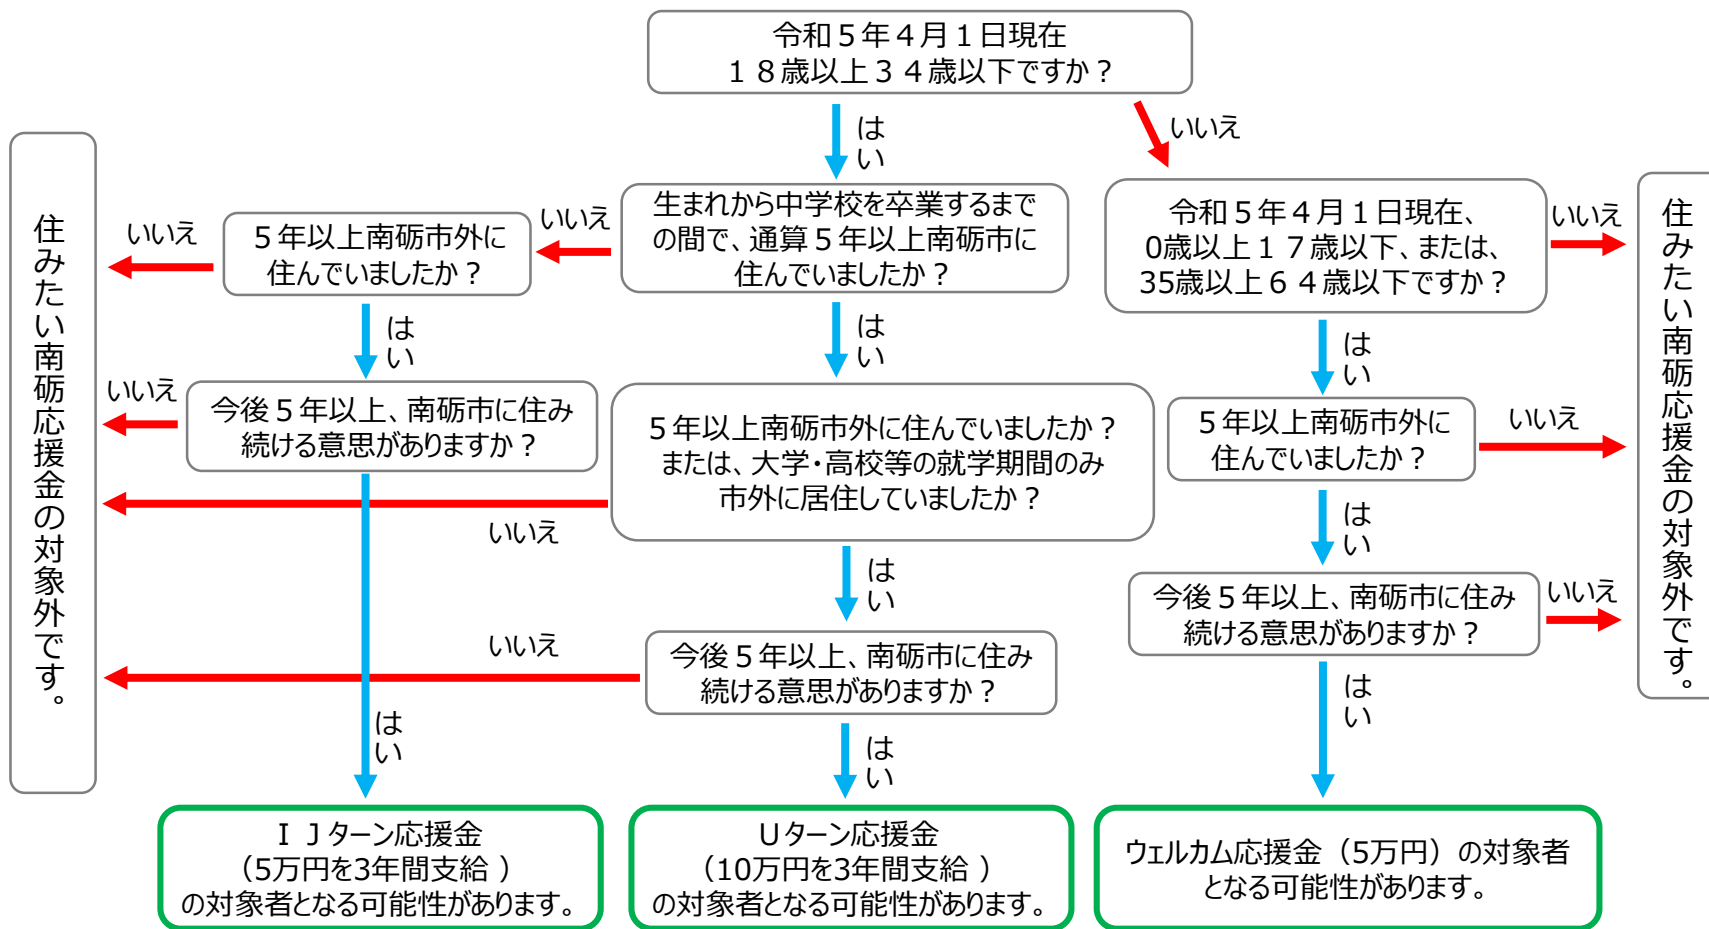 令和５年４月１日現在
１８歳以上３４歳以下ですか？
はい
いいえ
住みたい南砺応援金の対象外です。
いいえ
５年以上南砺市外に
住んでいましたか？
いいえ
生まれから中学校を卒業するまで
の間で、通算５年以上南砺市に
住んでいましたか？
令和５年４月１日現在、
0歳以上１７歳以下、または、
35歳以上６４歳以下ですか？
いいえ
住みたい南砺応援金の対象外です。
はい
はい
はい
いいえ
今後５年以上、南砺市に住み
続ける意思がありますか？
５年以上南砺市外に住んでいましたか？
または、大学・高校等の就学期間のみ
市外に居住していましたか？
５年以上南砺市外に
住んでいましたか？
いいえ
いいえ
はい
はい
今後５年以上、南砺市に住み
続ける意思がありますか？
いいえ
いいえ
今後５年以上、南砺市に住み
続ける意思がありますか？
はい
はい
はい
ＩＪターン応援金
（5万円を3年間支給）
の対象者となる可能性があります。
Uターン応援金
（10万円を3年間支給）
の対象者となる可能性があります。
ウェルカム応援金（5万円）の対象者
となる可能性があります。